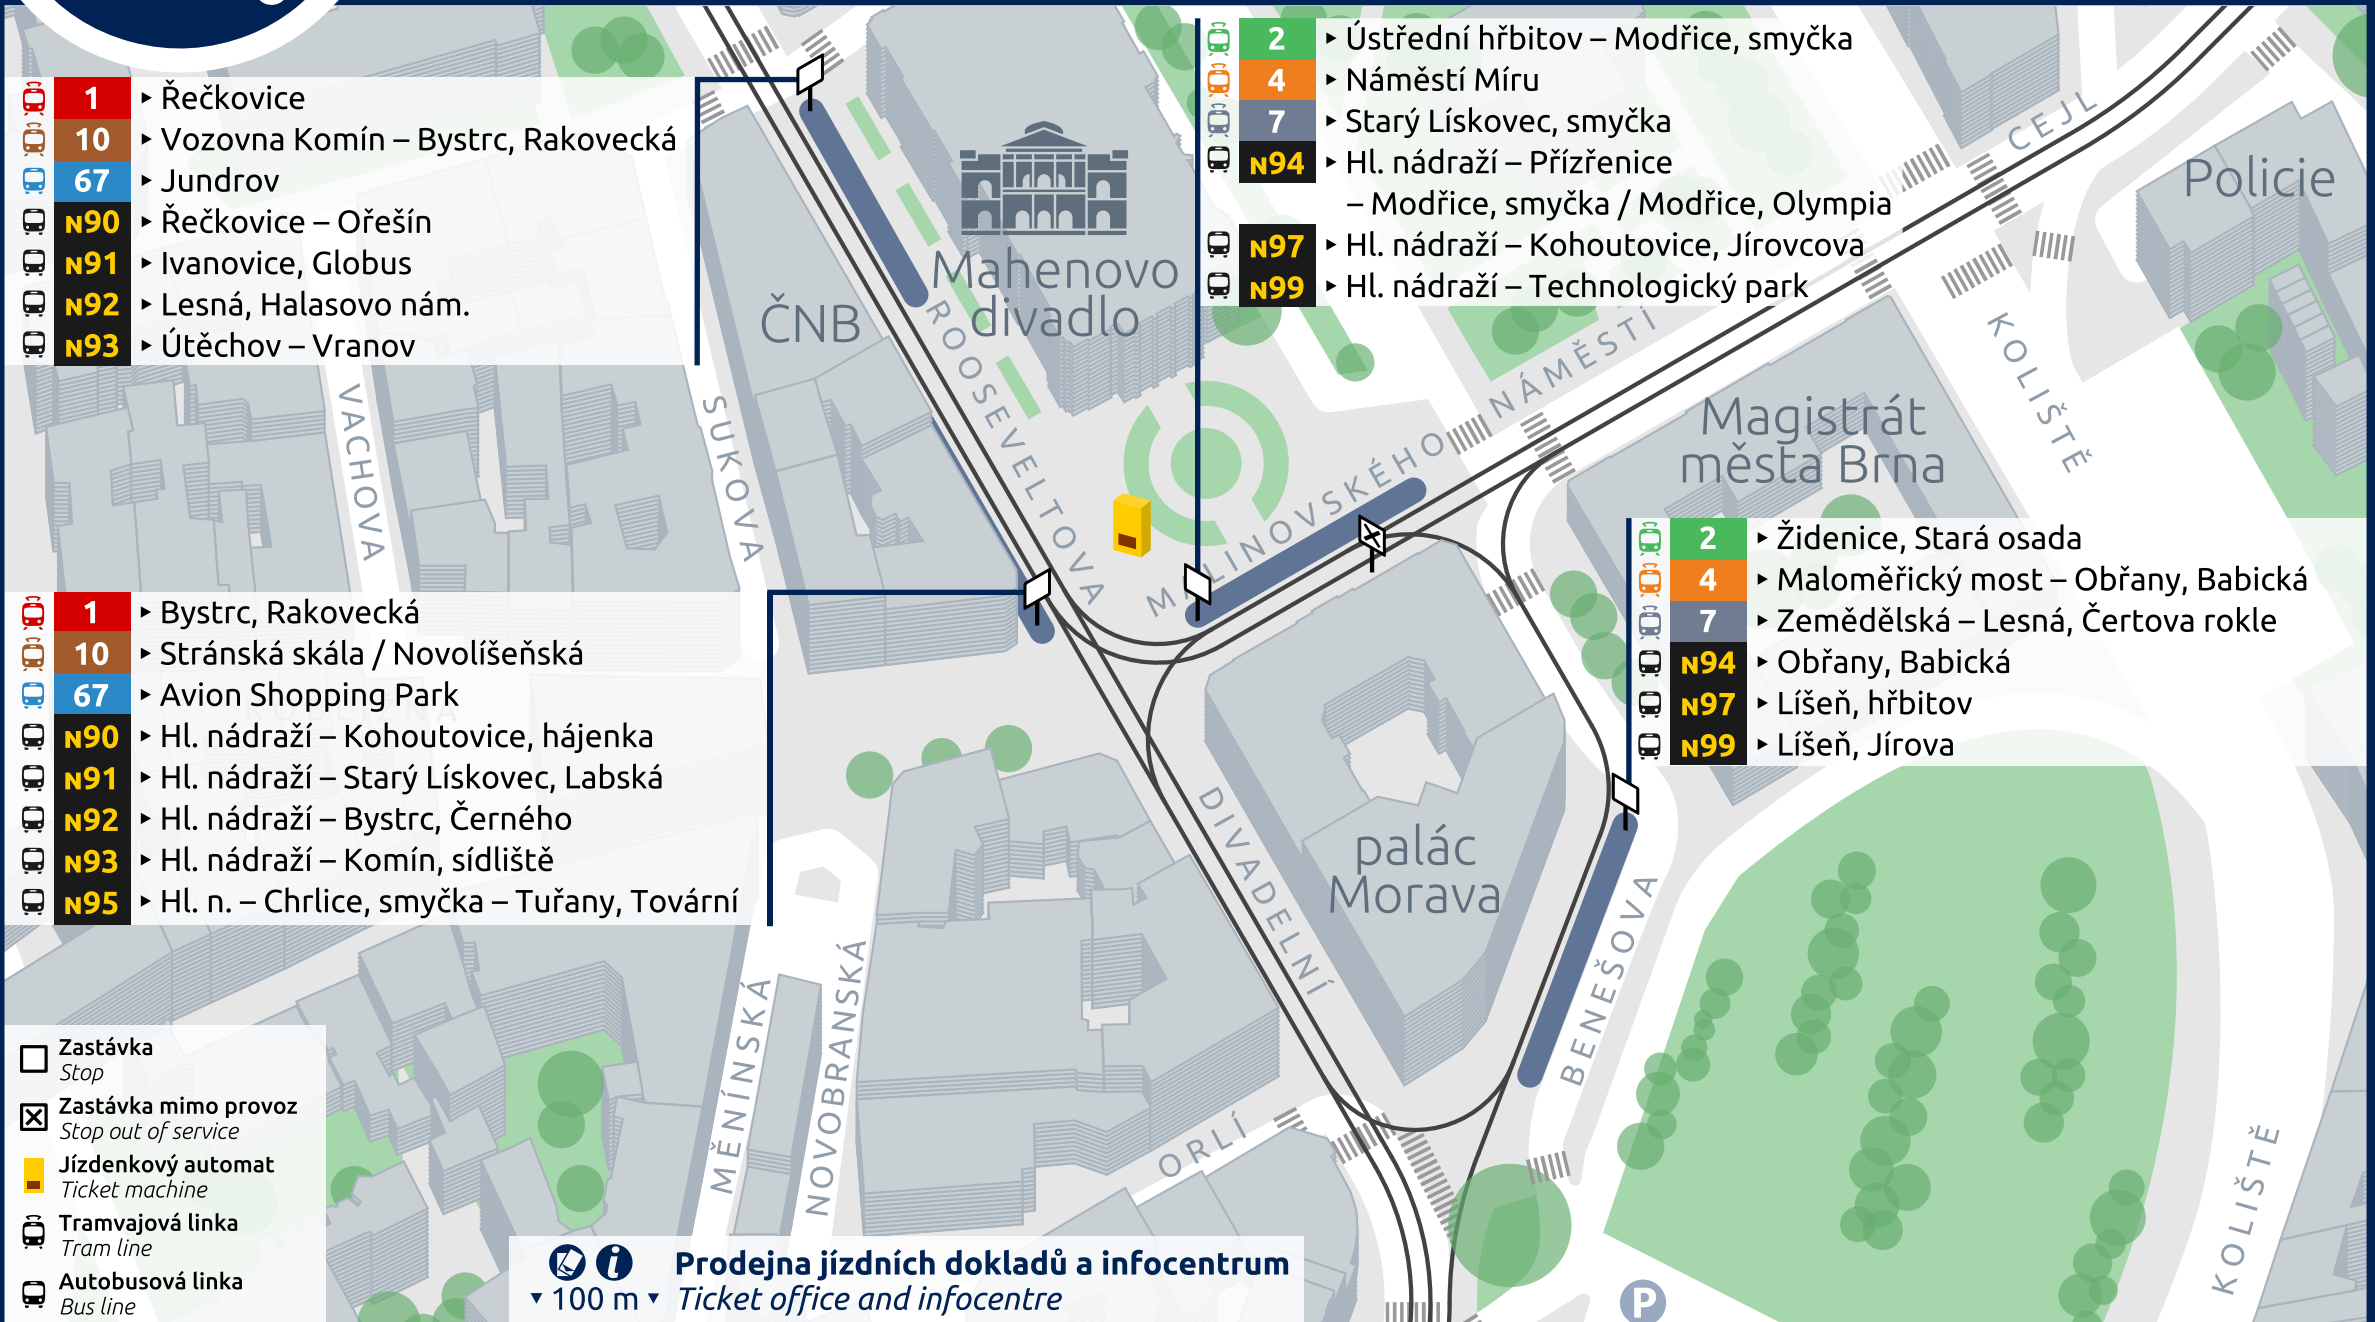 1 ‣ Řečkovice
10 ‣ Vozovna Komín – Bystrc, Rakovecká
67 ‣ Jundrov
N90 ‣ Řečkovice – Ořešín
N91 ‣ Ivanovice, Globus
N92 ‣ Lesná, Halasovo nám.
N93 ‣ Útěchov – Vranov
2 ‣ Ústřední hřbitov – Modřice, smyčka
4 ‣ Náměstí Míru
7 ‣ Starý Lískovec, smyčka
N94 ‣ Hl. nádraží – Přízřenice
– Modřice, smyčka / Modřice, Olympia
N97 ‣ Hl. nádraží – Kohoutovice, Jírovcova
N99 ‣ Hl. nádraží – Technologický park
CEJL
Policie
Mahenovo
divadlo
ČNB
ROOSEVELTOVA
VACHOVA
SUKOVA
MALINOVSKÉHO NÁMĚSTÍ
KOLIŠTĚ
Magistrát
města Brna
1 ‣ Bystrc, Rakovecká
10 ‣ Stránská skála / Novolíšeňská
67 ‣ Avion Shopping Park
N90 ‣ Hl. nádraží – Kohoutovice, hájenka
N91 ‣ Hl. nádraží – Starý Lískovec, Labská
N92 ‣ Hl. nádraží – Bystrc, Černého
N93 ‣ Hl. nádraží – Komín, sídliště
N95 ‣ Hl. n. – Chrlice, smyčka – Tuřany, Tovární
2 ‣ Židenice, Stará osada
4 ‣ Maloměřický most – Obřany, Babická
7 ‣ Zemědělská – Lesná, Čertova rokle
N94 ‣ Obřany, Babická
N97 ‣ Líšeň, hřbitov
N99 ‣ Líšeň, Jírova
DIVADELNÍ
palác
Morava
BENEŠOVA
MĚNÍNSKÁ
NOVOBRANSKÁ
ORLÍ
KOLIŠTĚ
Zastávka
Stop
Zastávka mimo provoz
Stop out of service
Jízdenkový automat
Ticket machine
Tramvajová linka
Tram line
Autobusová linka
Bus line
i Prodejna jízdních dokladů a infocentrum
▾ 100 m ▾ Ticket office and infocentre
P